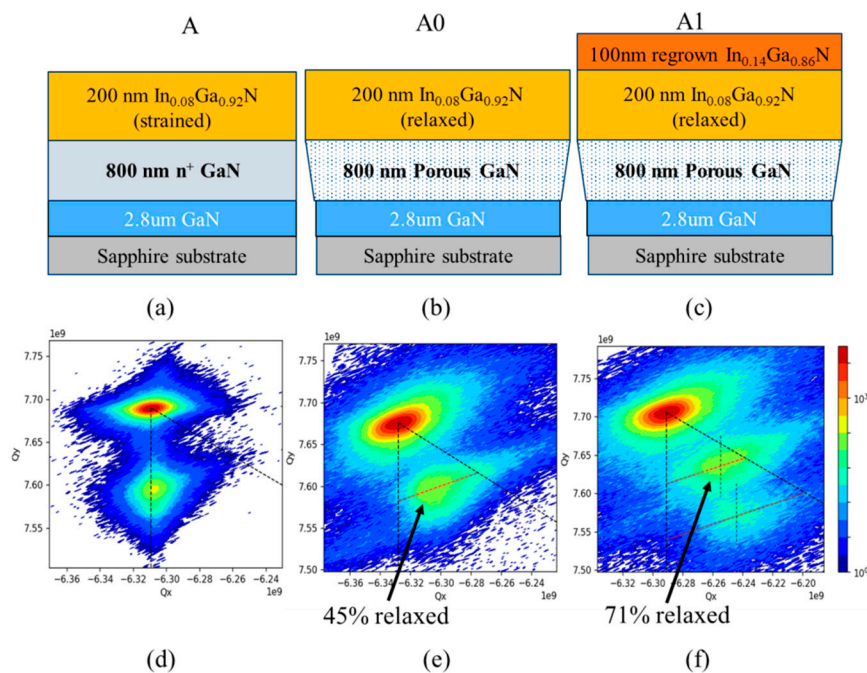 A
A0
A1
100nm regrown In0.14Ga0.86N
200 nm In0.08Ga0.92N
(strained)
200 nm In0.08Ga0.92N
(relaxed)
200 nm In0.08Ga0.92N
(relaxed)
800 nm n+ GaN
800 nm Porous GaN
800 nm Porous GaN
2.8um GaN
2.8um GaN
2.8um GaN
Sapphire substrate
Sapphire substrate
Sapphire substrate
(a)
(b)
(c)
1e9
7.75
7.70
7.65
7.60
7.55
Qy
−6.36 −6.34 −6.32 −6.30 −6.28 −6.26 −6.24
Qx
1e9
1e9
7.75
7.70
7.65
7.60
7.55
7.50
Qy
−6.36 −6.34 −6.32 −6.30 −6.28 −6.26
Qx
1e9
45% relaxed
1e9
7.75
7.70
7.65
7.60
7.55
7.50
Qy
−6.32 −6.30 −6.28 −6.26 −6.24 −6.22 −6.20
Qx
1e9
71% relaxed
10⁰
(d)
(e)
(f)